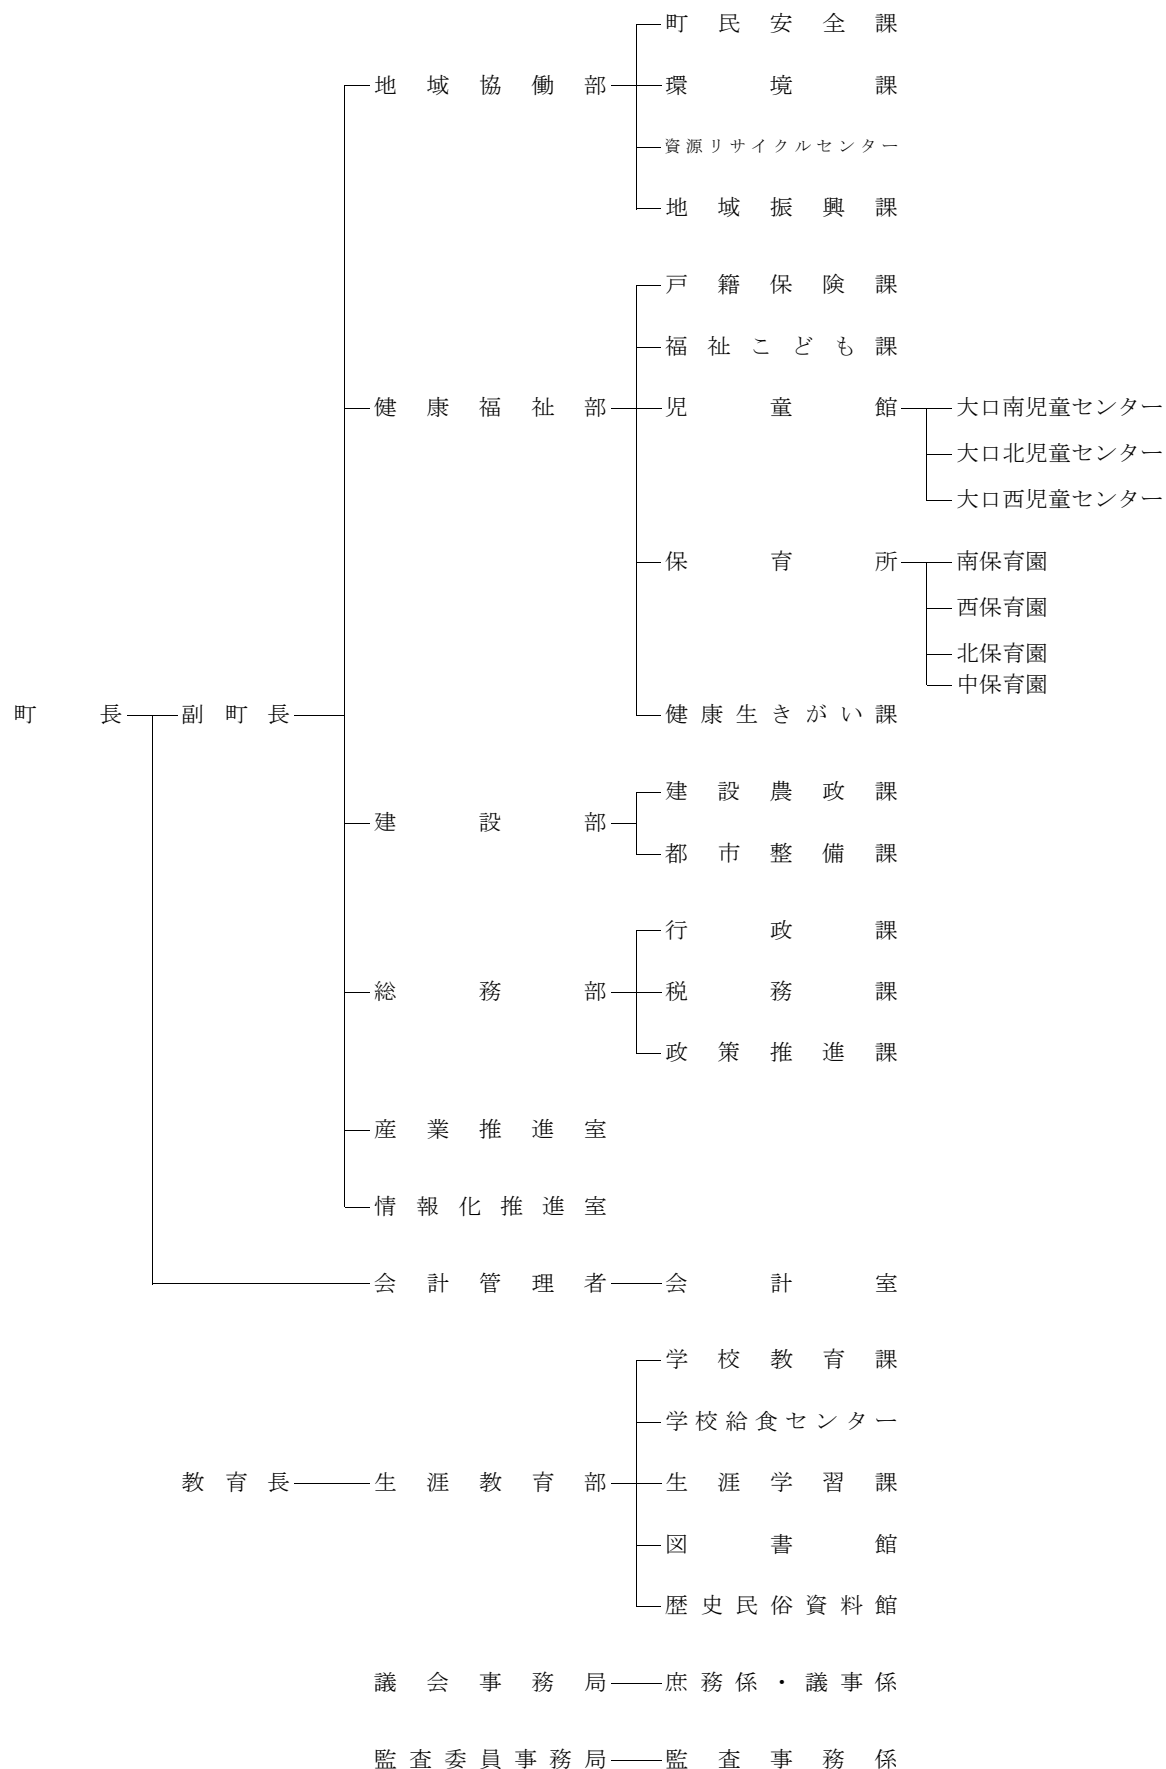 町民安全課
地域協働部 環境課
資源リサイクルセンター
地域振興課
戸籍保険課
福祉こども課
健康福祉部 児童館 大口南児童センター
大口北児童センター
大口西児童センター
保育所 南保育園
西保育園
北保育園
中保育園
町長 副町長 健康生きがい課
建設農政課
建設部
都市整備課
行政課
総務部 税務課
政策推進課
産業推進室
情報化推進室
会計管理者 会計室
学校教育課
学校給食センター
教育長 生涯教育部 生涯学習課
図書館
歴史民俗資料館
議会事務局 庶務係・議事係
監査委員事務局 監査事務係